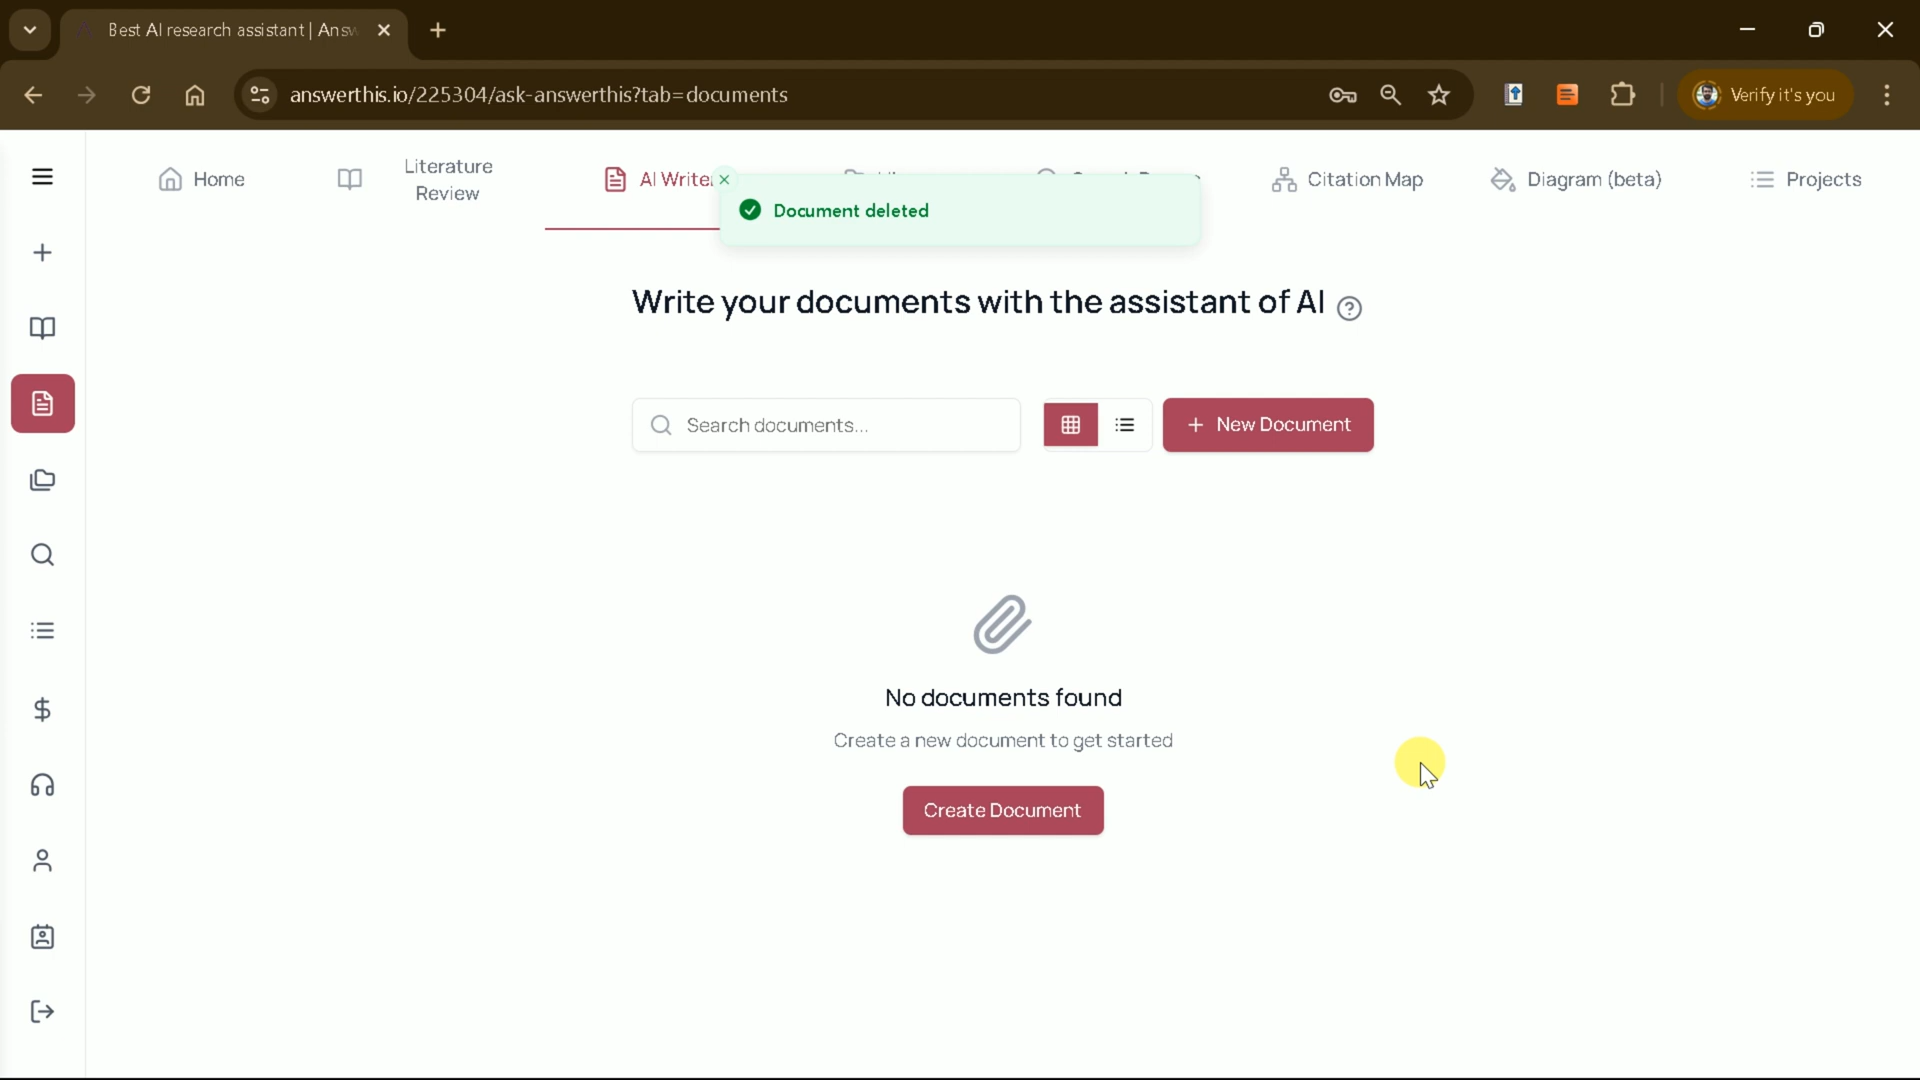 Best AI research assistant | Answ
answerthis.io/225304/ask-answerthis?tab=documents
Verify it's you
Home
Literature
Review
AI Write
Citation Map
Diagram (beta)
Projects
Document deleted
Write your documents with the assistant of AI
Search documents...
New Document
No documents found
Create a new document to get started
Create Document